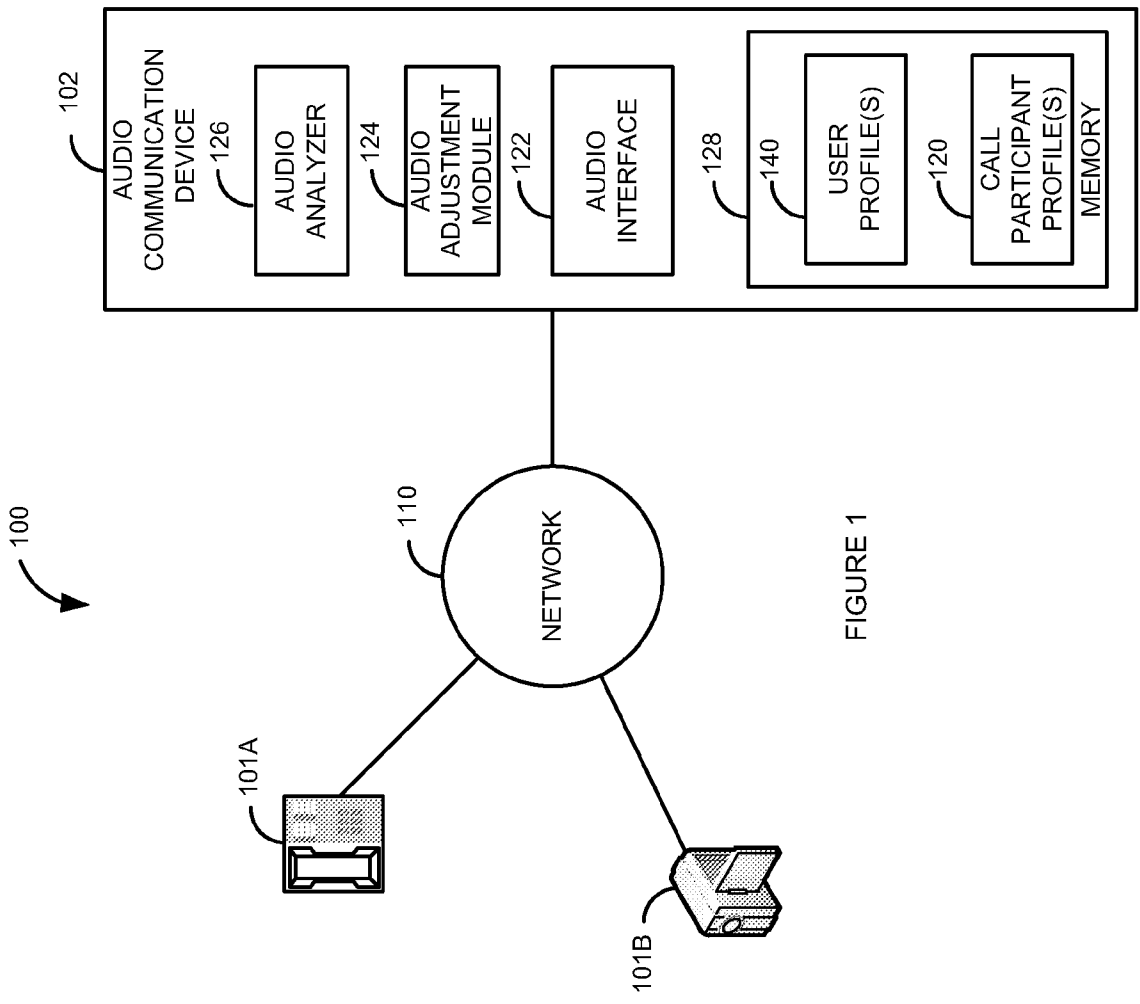 100
101A
101B
110
NETWORK
102
AUDIO
COMMUNICATION
DEVICE
126
AUDIO
ANALYZER
124
AUDIO
ADJUSTMENT
MODULE
122
AUDIO
INTERFACE
128
140
USER
PROFILE(S)
120
CALL
PARTICIPANT
PROFILE(S)
MEMORY
FIGURE 1